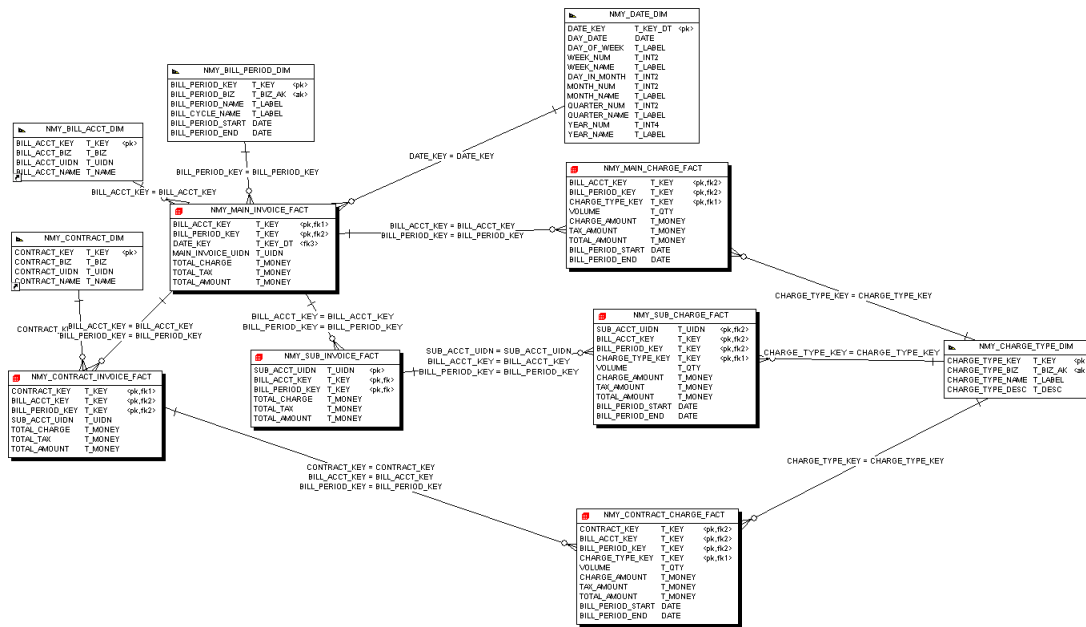 NMY_DATE_DIM
DATE_KEY T_KEY_DT <pk>
DAY_DATE DATE
DAY_OF_WEEK T_LABEL
WEEK_NUM T_INT2
WEEK_NAME T_LABEL
DAY_IN_MONTH T_INT2
MONTH_NUM T_INT2
MONTH_NAME T_LABEL
QUARTER_NUM T_INT2
QUARTER_NAME T_LABEL
YEAR_NUM T_INT4
YEAR_NAME T_LABEL
NMY_BILL_PERIOD_DIM
BILL_PERIOD_KEY T_KEY <pk>
BILL_PERIOD_BIZ T_BIZ_AK <ak>
BILL_PERIOD_NAME T_LABEL
BILL_CYCLE_NAME T_LABEL
BILL_PERIOD_START DATE
BILL_PERIOD_END DATE
NMY_BILL_ACCT_DIM
BILL_ACCT_KEY T_KEY <pk>
BILL_ACCT_BIZ T_BIZ
BILL_ACCT_UIDN T_UIDN
BILL_ACCT_NAME T_NAME
DATE_KEY = DATE_KEY
BILL_PERIOD_KEY = BILL_PERIOD_KEY
BILL_ACCT_KEY = BILL_ACCT_KEY
NMY_MAIN_CHARGE_FACT
BILL_ACCT_KEY T_KEY <pk,fk2>
BILL_PERIOD_KEY T_KEY <pk,fk2>
CHARGE_TYPE_KEY T_KEY <pk,fk1>
VOLUME T_QTY
CHARGE_AMOUNT T_MONEY
TAX_AMOUNT T_MONEY
TOTAL_AMOUNT T_MONEY
BILL_PERIOD_START DATE
BILL_PERIOD_END DATE
NMY_MAIN_INVOICE_FACT
BILL_ACCT_KEY T_KEY <pk,fk1>
BILL_PERIOD_KEY T_KEY <pk,fk2>
DATE_KEY T_KEY_DT <fk3>
MAIN_INVOICE_UIDN T_UIDN
TOTAL_CHARGE T_MONEY
TOTAL_TAX T_MONEY
TOTAL_AMOUNT T_MONEY
BILL_ACCT_KEY = BILL_ACCT_KEY
BILL_PERIOD_KEY = BILL_PERIOD_KEY
NMY_CONTRACT_DIM
CONTRACT_KEY T_KEY <pk>
CONTRACT_BIZ T_BIZ
CONTRACT_UIDN T_UIDN
CONTRACT_NAME T_NAME
CHARGE_TYPE_KEY = CHARGE_TYPE_KEY
BILL_ACCT_KEY = BILL_ACCT_KEY
BILL_PERIOD_KEY = BILL_PERIOD_KEY
BILL_ACCT_KEY = BILL_ACCT_KEY
BILL_PERIOD_KEY = BILL_PERIOD_KEY
NMY_SUB_CHARGE_FACT
SUB_ACCT_UIDN T_UIDN <pk,fk2>
BILL_ACCT_KEY T_KEY <pk,fk2>
BILL_PERIOD_KEY T_KEY <pk,fk2>
CHARGE_TYPE_KEY T_KEY <pk,fk1>
VOLUME T_QTY
CHARGE_AMOUNT T_MONEY
TAX_AMOUNT T_MONEY
TOTAL_AMOUNT T_MONEY
BILL_PERIOD_START DATE
BILL_PERIOD_END DATE
NMY_SUB_INVOICE_FACT
SUB_ACCT_UIDN T_UIDN <pk>
BILL_ACCT_KEY T_KEY <pk,fk>
BILL_PERIOD_KEY T_KEY <pk,fk>
TOTAL_CHARGE T_MONEY
TOTAL_TAX T_MONEY
TOTAL_AMOUNT T_MONEY
SUB_ACCT_UIDN = SUB_ACCT_UIDN
BILL_ACCT_KEY = BILL_ACCT_KEY
BILL_PERIOD_KEY = BILL_PERIOD_KEY
CHARGE_TYPE_KEY = CHARGE_TYPE_KEY
NMY_CHARGE_TYPE_DIM
CHARGE_TYPE_KEY T_KEY
CHARGE_TYPE_BIZ T_BIZ_AK
CHARGE_TYPE_NAME T_LABEL
CHARGE_TYPE_DESC T_DESC
NMY_CONTRACT_INVOICE_FACT
CONTRACT_KEY T_KEY <pk,fk1>
BILL_ACCT_KEY T_KEY <pk,fk2>
BILL_PERIOD_KEY T_KEY <pk,fk2>
SUB_ACCT_UIDN T_UIDN
TOTAL_CHARGE T_MONEY
TOTAL_TAX T_MONEY
TOTAL_AMOUNT T_MONEY
CONTRACT_KEY = CONTRACT_KEY
BILL_ACCT_KEY = BILL_ACCT_KEY
BILL_PERIOD_KEY = BILL_PERIOD_KEY
CHARGE_TYPE_KEY = CHARGE_TYPE_KEY
NMY_CONTRACT_CHARGE_FACT
CONTRACT_KEY T_KEY <pk,fk2>
BILL_ACCT_KEY T_KEY <pk,fk2>
BILL_PERIOD_KEY T_KEY <pk,fk2>
CHARGE_TYPE_KEY T_KEY <pk,fk1>
VOLUME T_QTY
CHARGE_AMOUNT T_MONEY
TAX_AMOUNT T_MONEY
TOTAL_AMOUNT T_MONEY
BILL_PERIOD_START DATE
BILL_PERIOD_END DATE